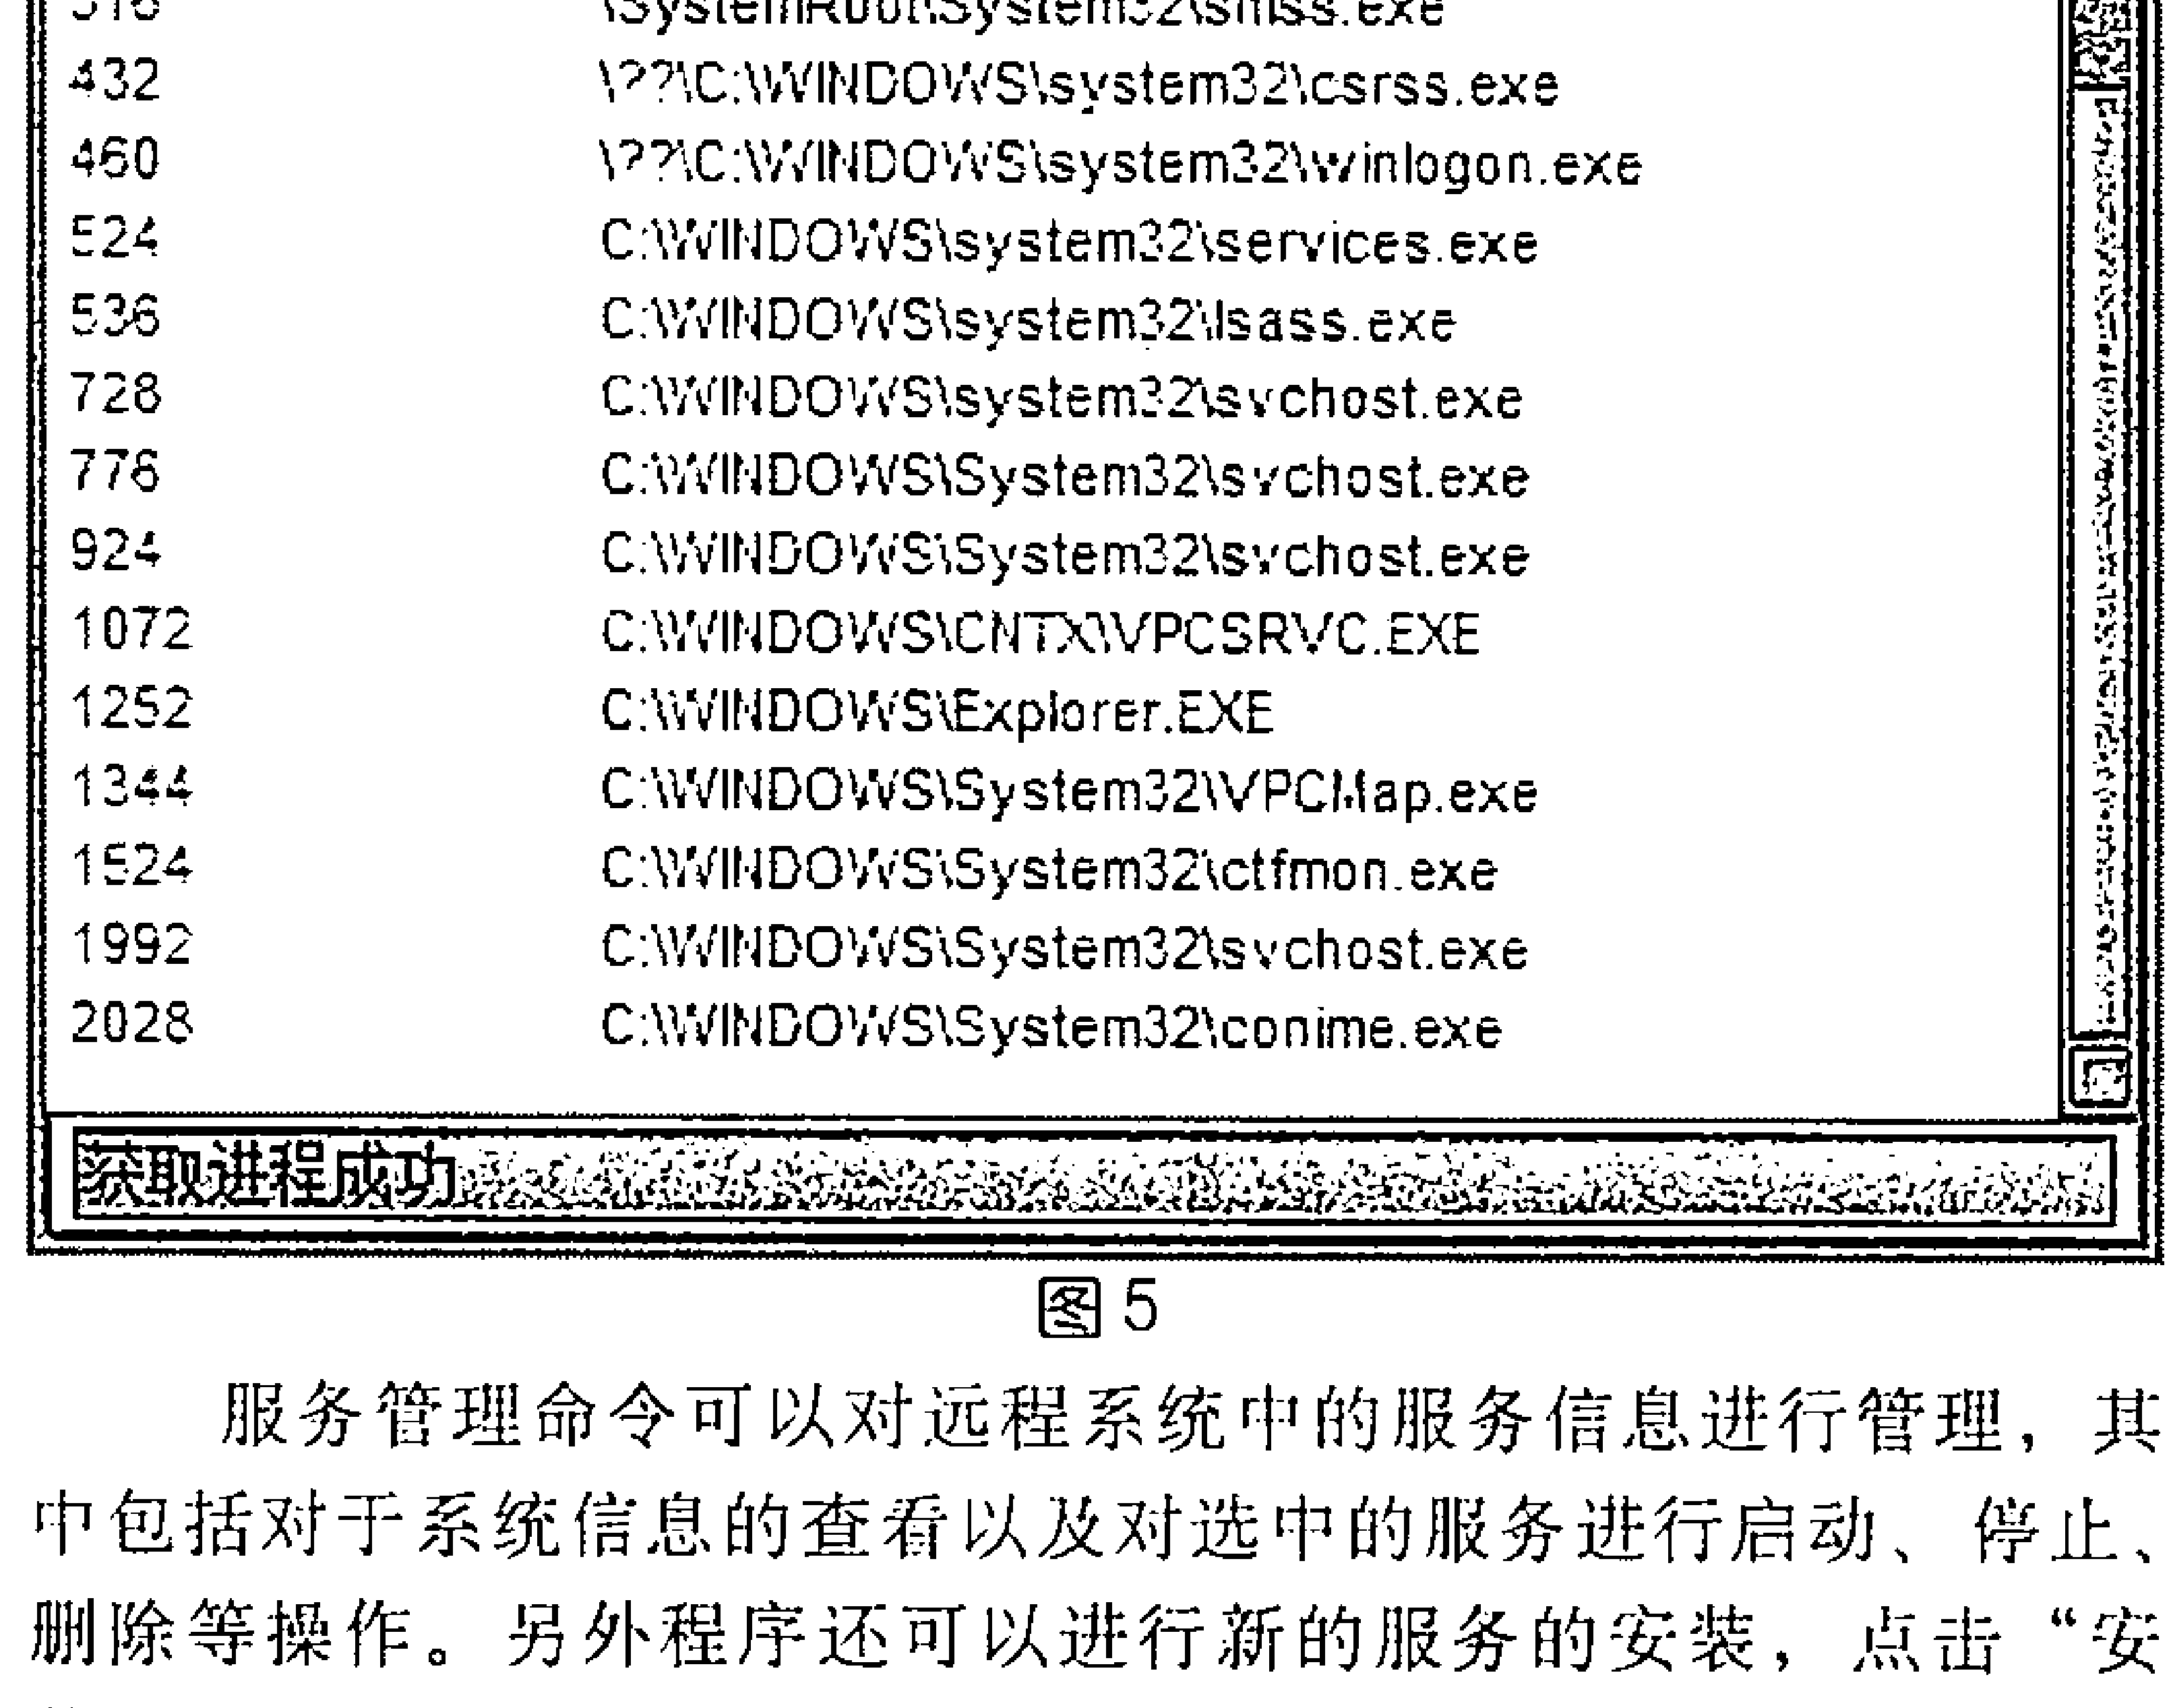 \SystemRoot\System32\smss.exe
432 \??\C:\WINDOWS\system32\csrss.exe
460 \??\C:\WINDOWS\system32\winlogon.exe
524 C:\WINDOWS\system32\services.exe
536 C:\WINDOWS\system32\lsass.exe
728 C:\WINDOWS\system32\svchost.exe
776 C:\WINDOWS\System32\svchost.exe
924 C:\WINDOWS\System32\svchost.exe
1072 C:\WINDOWS\CNTX\VPCSRVC.EXE
1252 C:\WINDOWS\Explorer.EXE
1344 C:\WINDOWS\System32\VPCMap.exe
1524 C:\WINDOWS\System32\ctfmon.exe
1992 C:\WINDOWS\System32\svchost.exe
2028 C:\WINDOWS\System32\conime.exe
获取进程成功
图 5
服务管理命令可以对远程系统中的服务信息进行管理，其
中包括对于系统信息的查看以及对选中的服务进行启动、停止、
删除等操作。另外程序还可以进行新的服务的安装，点击“安